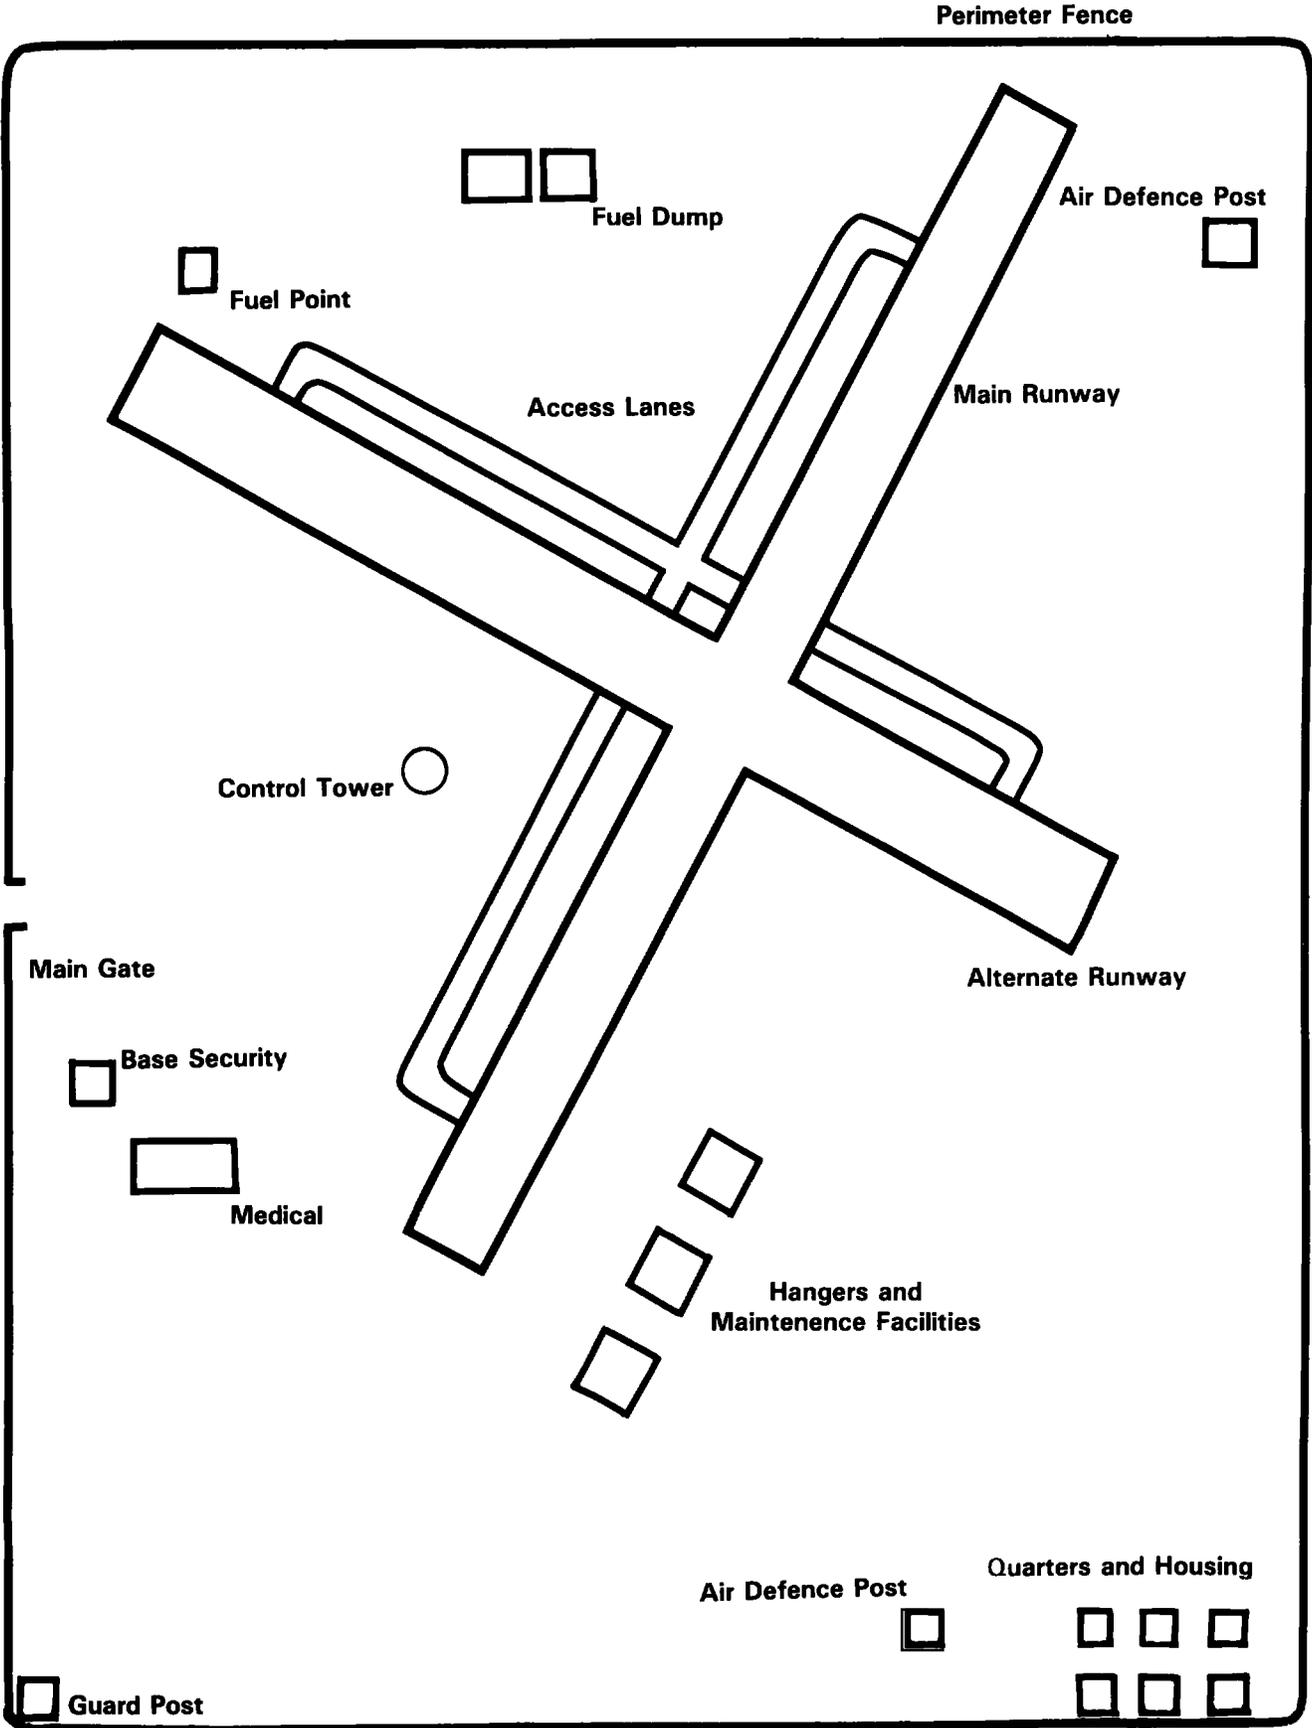 Perimeter Fence
Air Defence Post
Fuel Dump
Fuel Point
Main Runway
Access Lanes
Control Tower
Main Gate
Alternate Runway
Base Security
Medical
Hangers and
Maintenence Facilities
Quarters and Housing
Air Defence Post
Guard Post